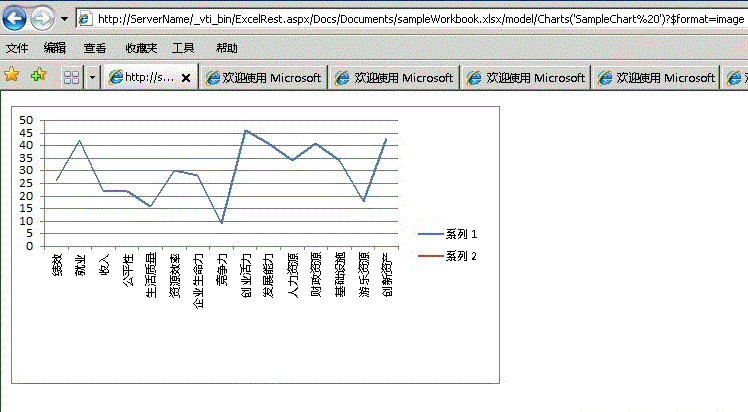 http://ServerName/_vti_bin/ExcelRest.aspx/Docs/Documents/sampleWorkbook.xlsx/model/Charts('SampleChart%20')?$format=image
文件 编辑 查看 收藏夹 工具 帮助
http://s... 欢迎使用 Microsoft 欢迎使用 Microsoft 欢迎使用 Microsoft 欢迎使用 Microsoft 欢
50
45
40
35
30
25
20
15
10
5
0
绩效
就业
收入
公平性
生活质量
资源效率
企业生命力
竞争力
创业活力
发展能力
人力资源
财政资源
基础设施
游乐资源
创新资产
系列 1
系列 2